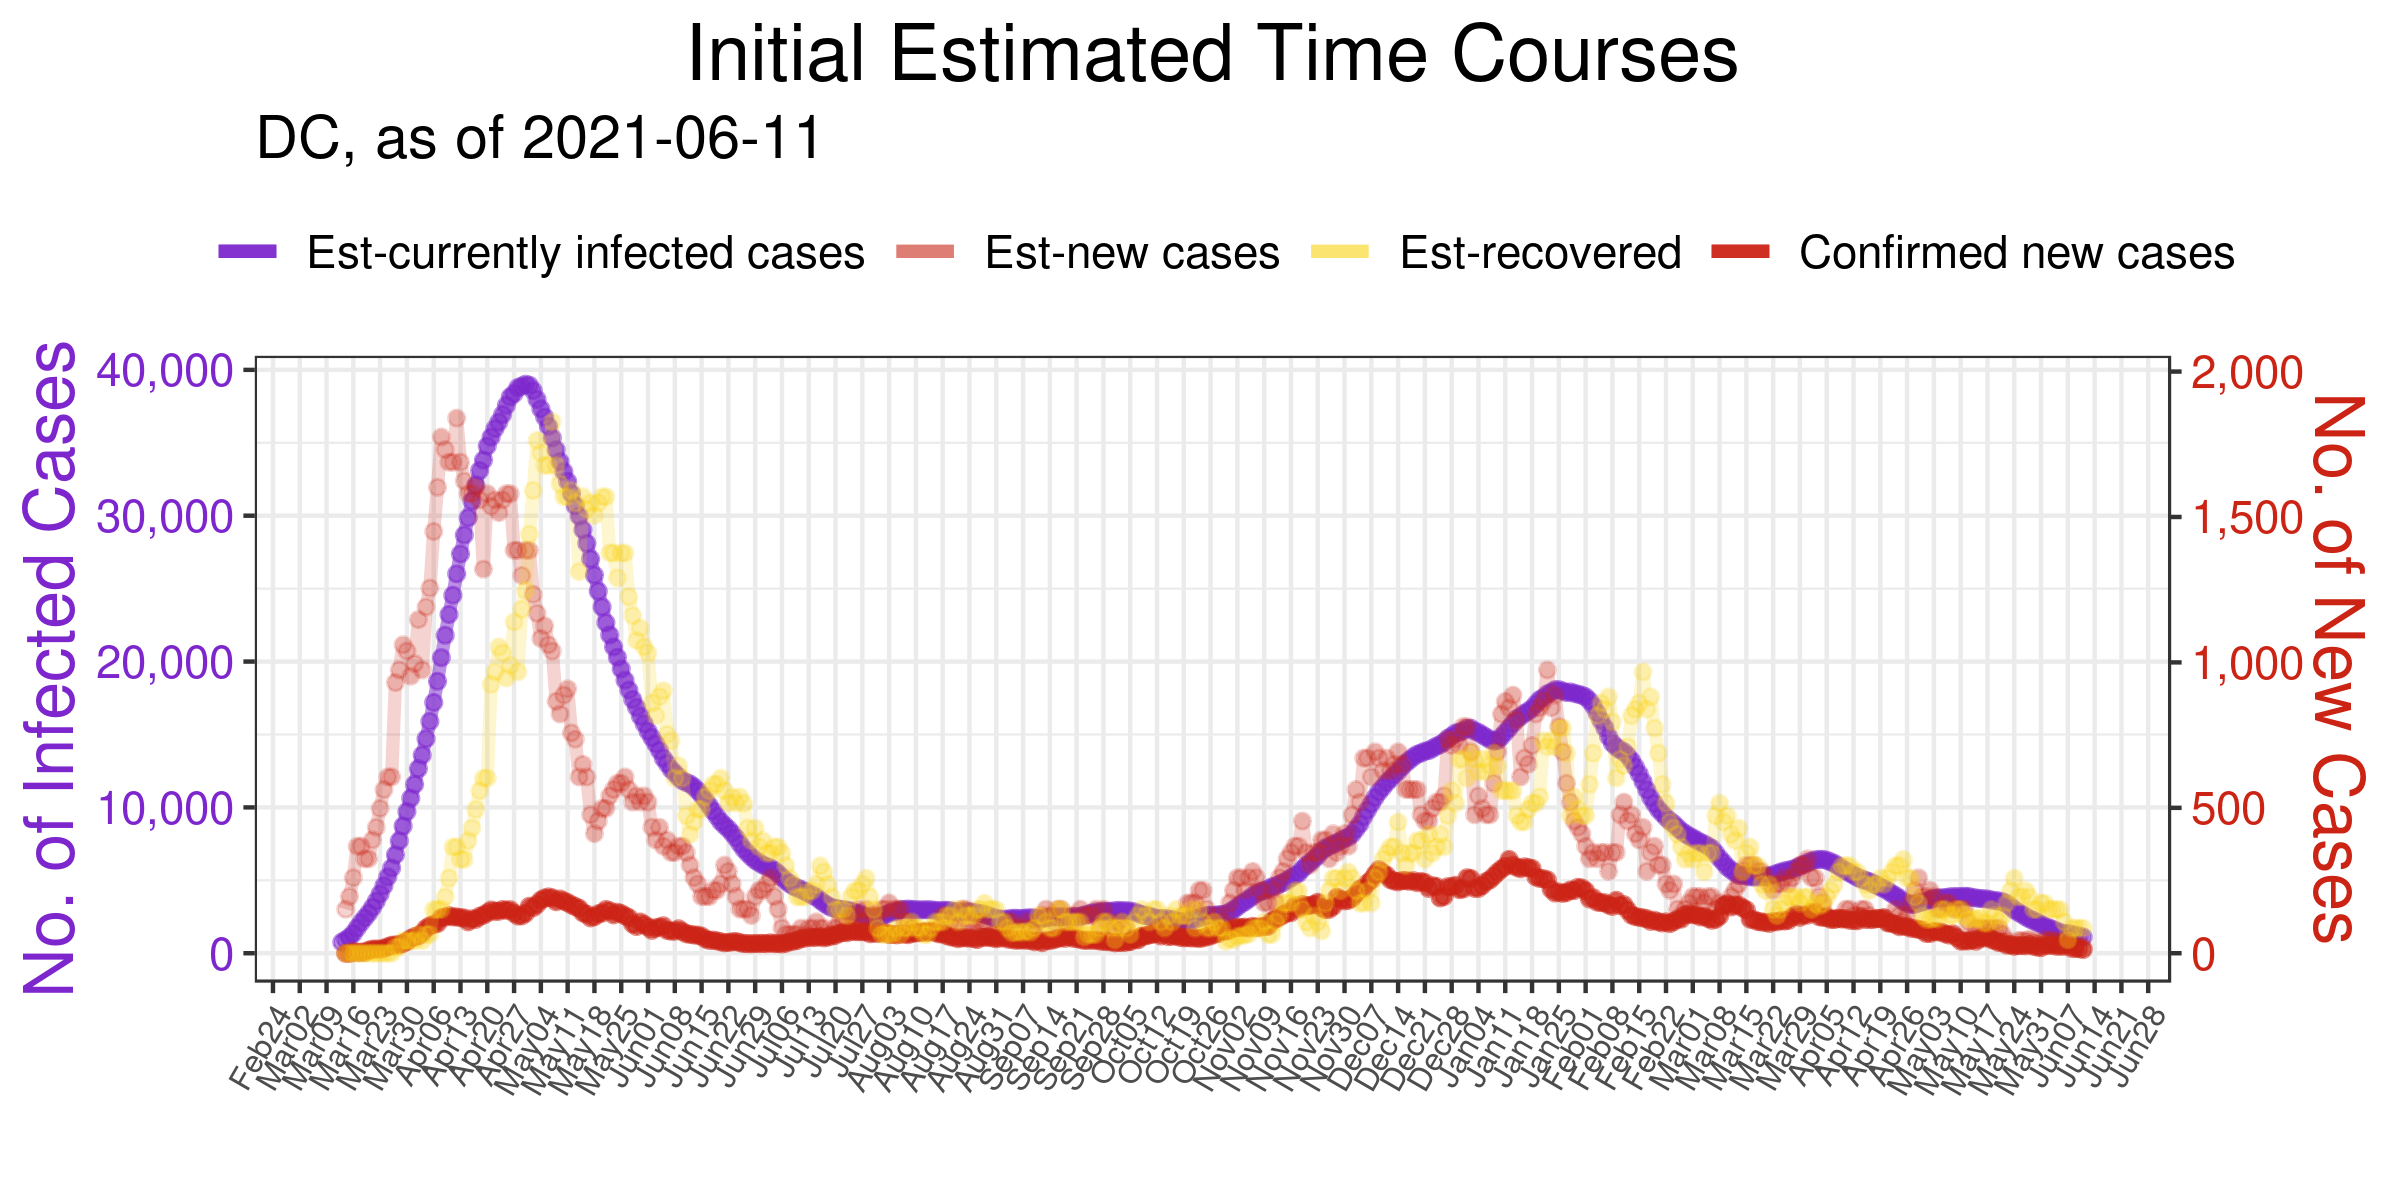 Initial Estimated Time Courses
DC, as of 2021-06-11
Est-currently infected cases Est-new cases Est-recovered Confirmed new cases
No. of Infected Cases
40,000
30,000
20,000
10,000
0
2,000
1,500
1,000
500
0
No. of New Cases
Feb24 Mar02 Mar09 Mar16 Mar23 Mar30 Apr06 Apr13 Apr20 Apr27 May04 May11 May18 May25 Jun01 Jun08 Jun15 Jun22 Jun29 Jul06 Jul13 Jul20 Jul27 Aug03 Aug10 Aug17 Aug24 Aug31 Sep07 Sep14 Sep21 Sep28 Oct05 Oct12 Oct19 Oct26 Nov02 Nov09 Nov16 Nov23 Nov30 Dec07 Dec14 Dec21 Dec28 Jan04 Jan11 Jan18 Jan25 Feb01 Feb08 Feb15 Feb22 Mar01 Mar08 Mar15 Mar22 Mar29 Apr05 Apr12 Apr19 Apr26 May03 May10 May17 May24 May31 Jun07 Jun14 Jun21 Jun28